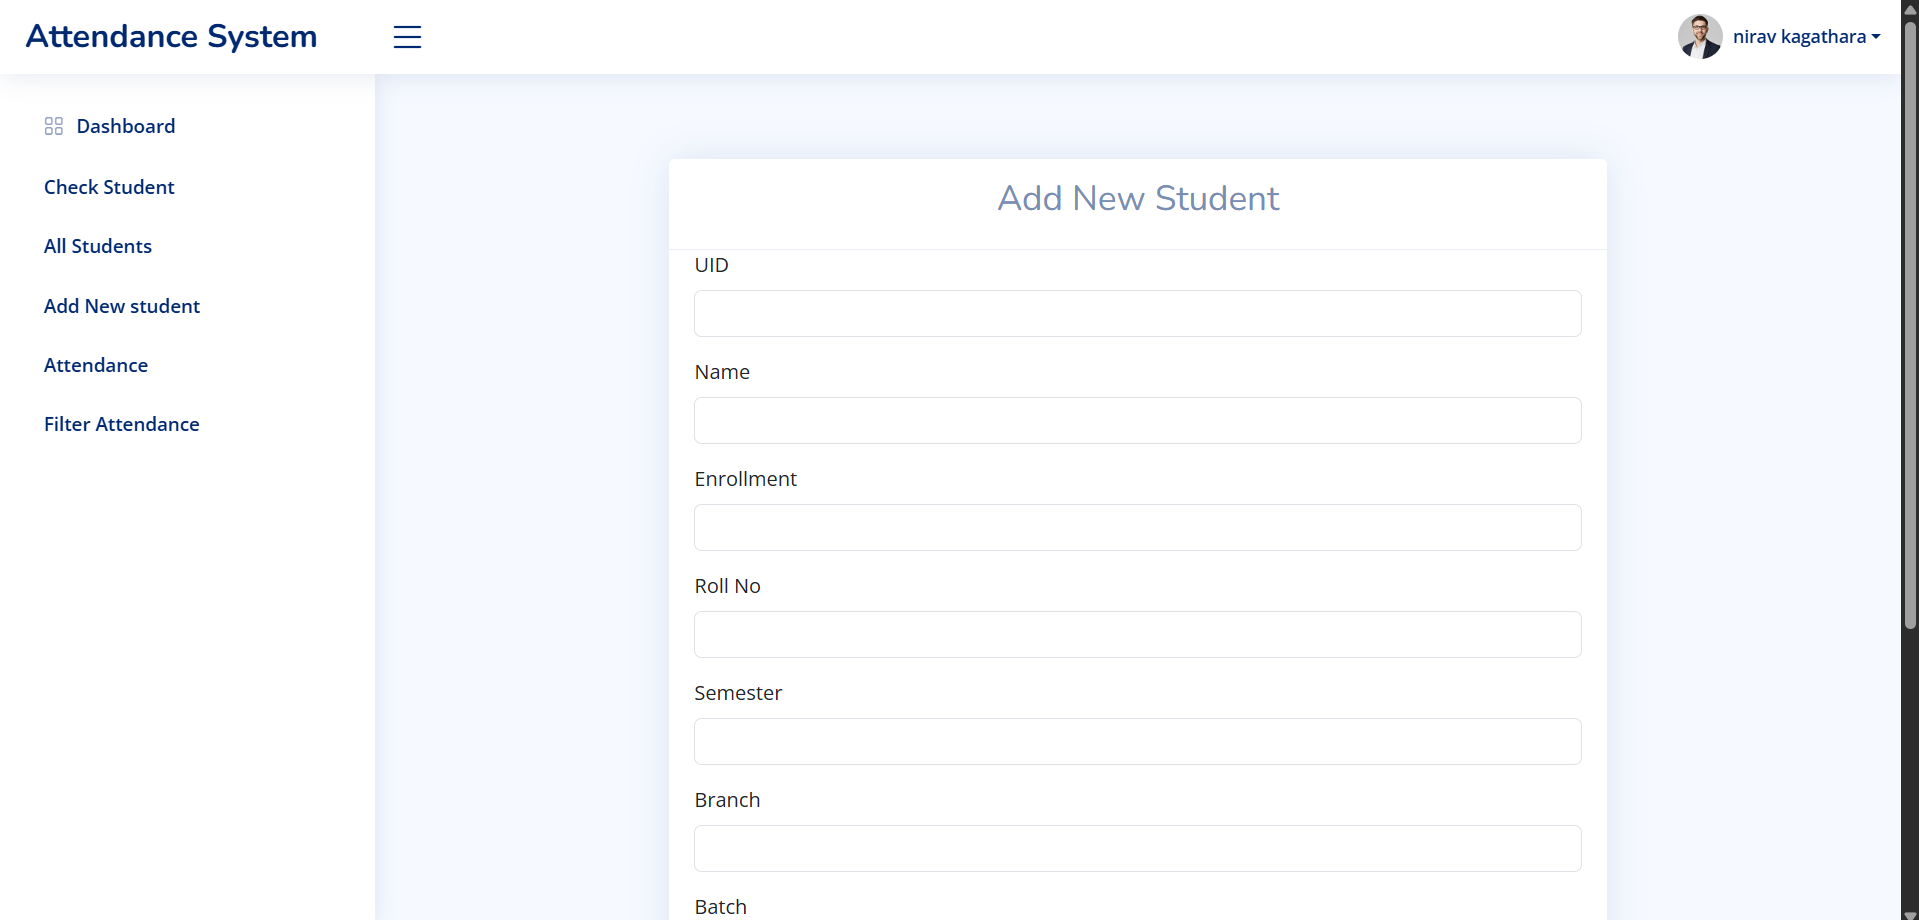 Attendance System
nirav kagathara
Dashboard
Check Student
All Students
Add New student
Attendance
Filter Attendance
Add New Student
UID
Name
Enrollment
Roll No
Semester
Branch
Batch